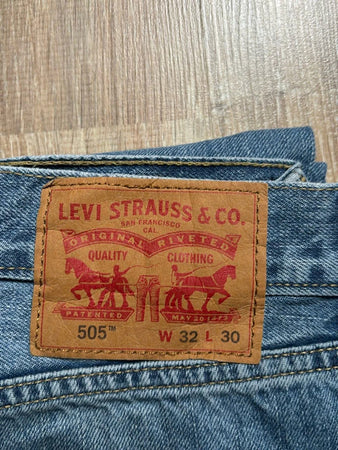 LEVI STRAUSS & CO.
SAN FRANCISCO
CAL.
ORIGINAL RIVETED
QUALITY CLOTHING
PATENTED MAY 20 1873
505™ W 32 L 30